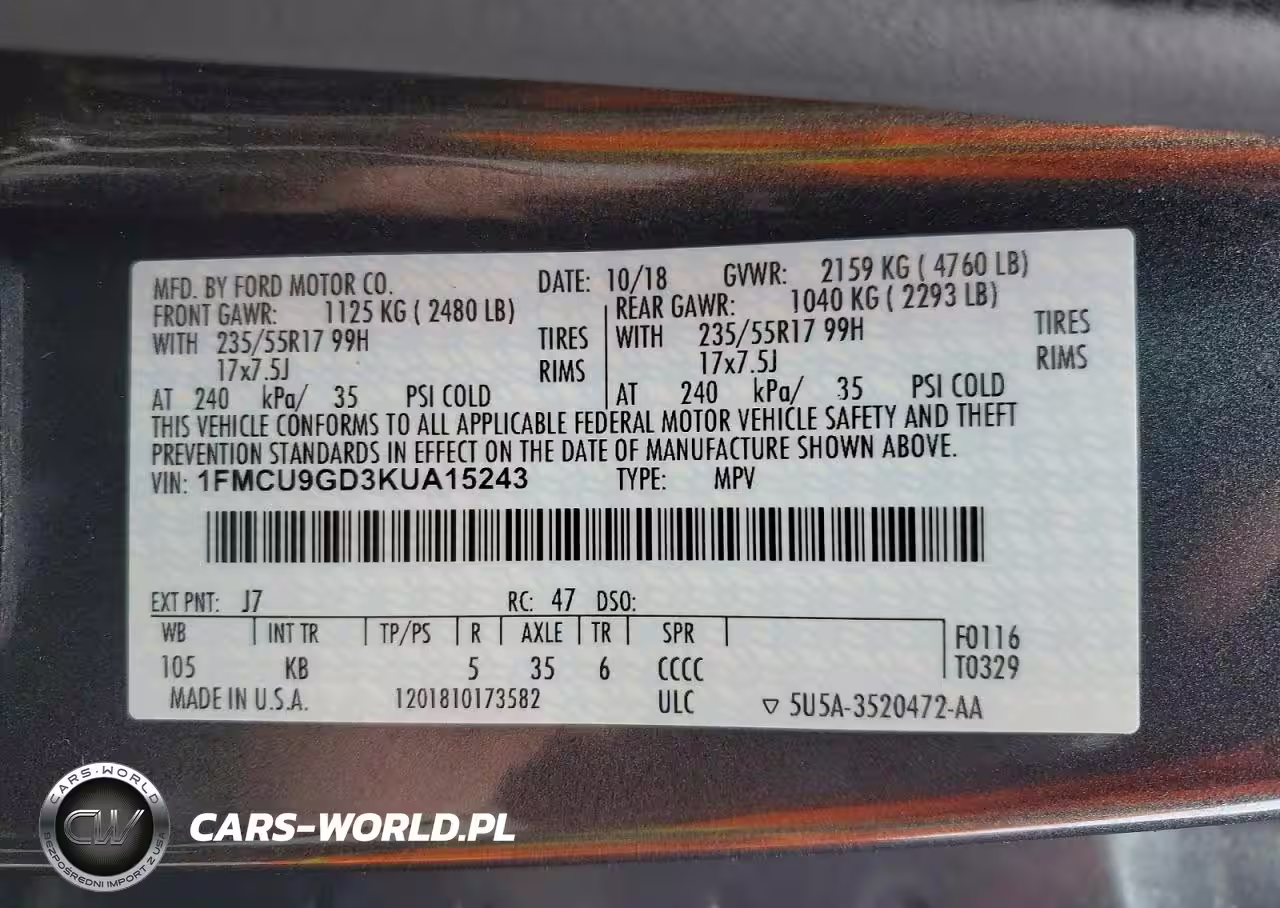 MFD. BY FORD MOTOR CO. DATE: 10/18 GVWR: 2159 KG ( 4760 LB)
FRONT GAWR: 1125 KG ( 2480 LB) REAR GAWR: 1040 KG ( 2293 LB)
WITH 235/55R17 99H TIRES WITH 235/55R17 99H TIRES
17x7.5J RIMS 17x7.5J RIMS
AT 240 kPa/ 35 PSI COLD AT 240 kPa/ 35 PSI COLD
THIS VEHICLE CONFORMS TO ALL APPLICABLE FEDERAL MOTOR VEHICLE SAFETY AND THEFT
PREVENTION STANDARDS IN EFFECT ON THE DATE OF MANUFACTURE SHOWN ABOVE.
VIN: 1FMCU9GD3KUA15243 TYPE: MPV
EXT PNT: J7 RC: 47 DSO:
WB INT TR TP/PS R AXLE TR SPR F0116
105 KB 5 35 6 CCCC T0329
MADE IN U.S.A. 1201810173582 ULC ▽ 5U5A-3520472-AA
CARS-WORLD
CW
BEZPOŚREDNI IMPORT Z USA
CARS-WORLD.PL